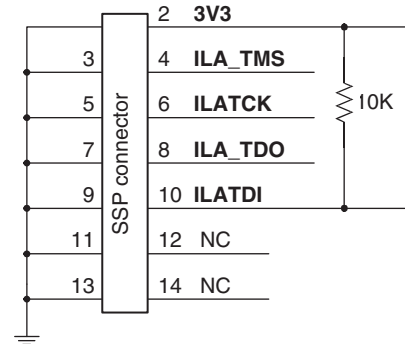 2 3V3
3 4 ILA_TMS
5 6 ILATCK
10K
7 8 ILA_TDO
9 10 ILATDI
11 12 NC
13 14 NC
SSP connector